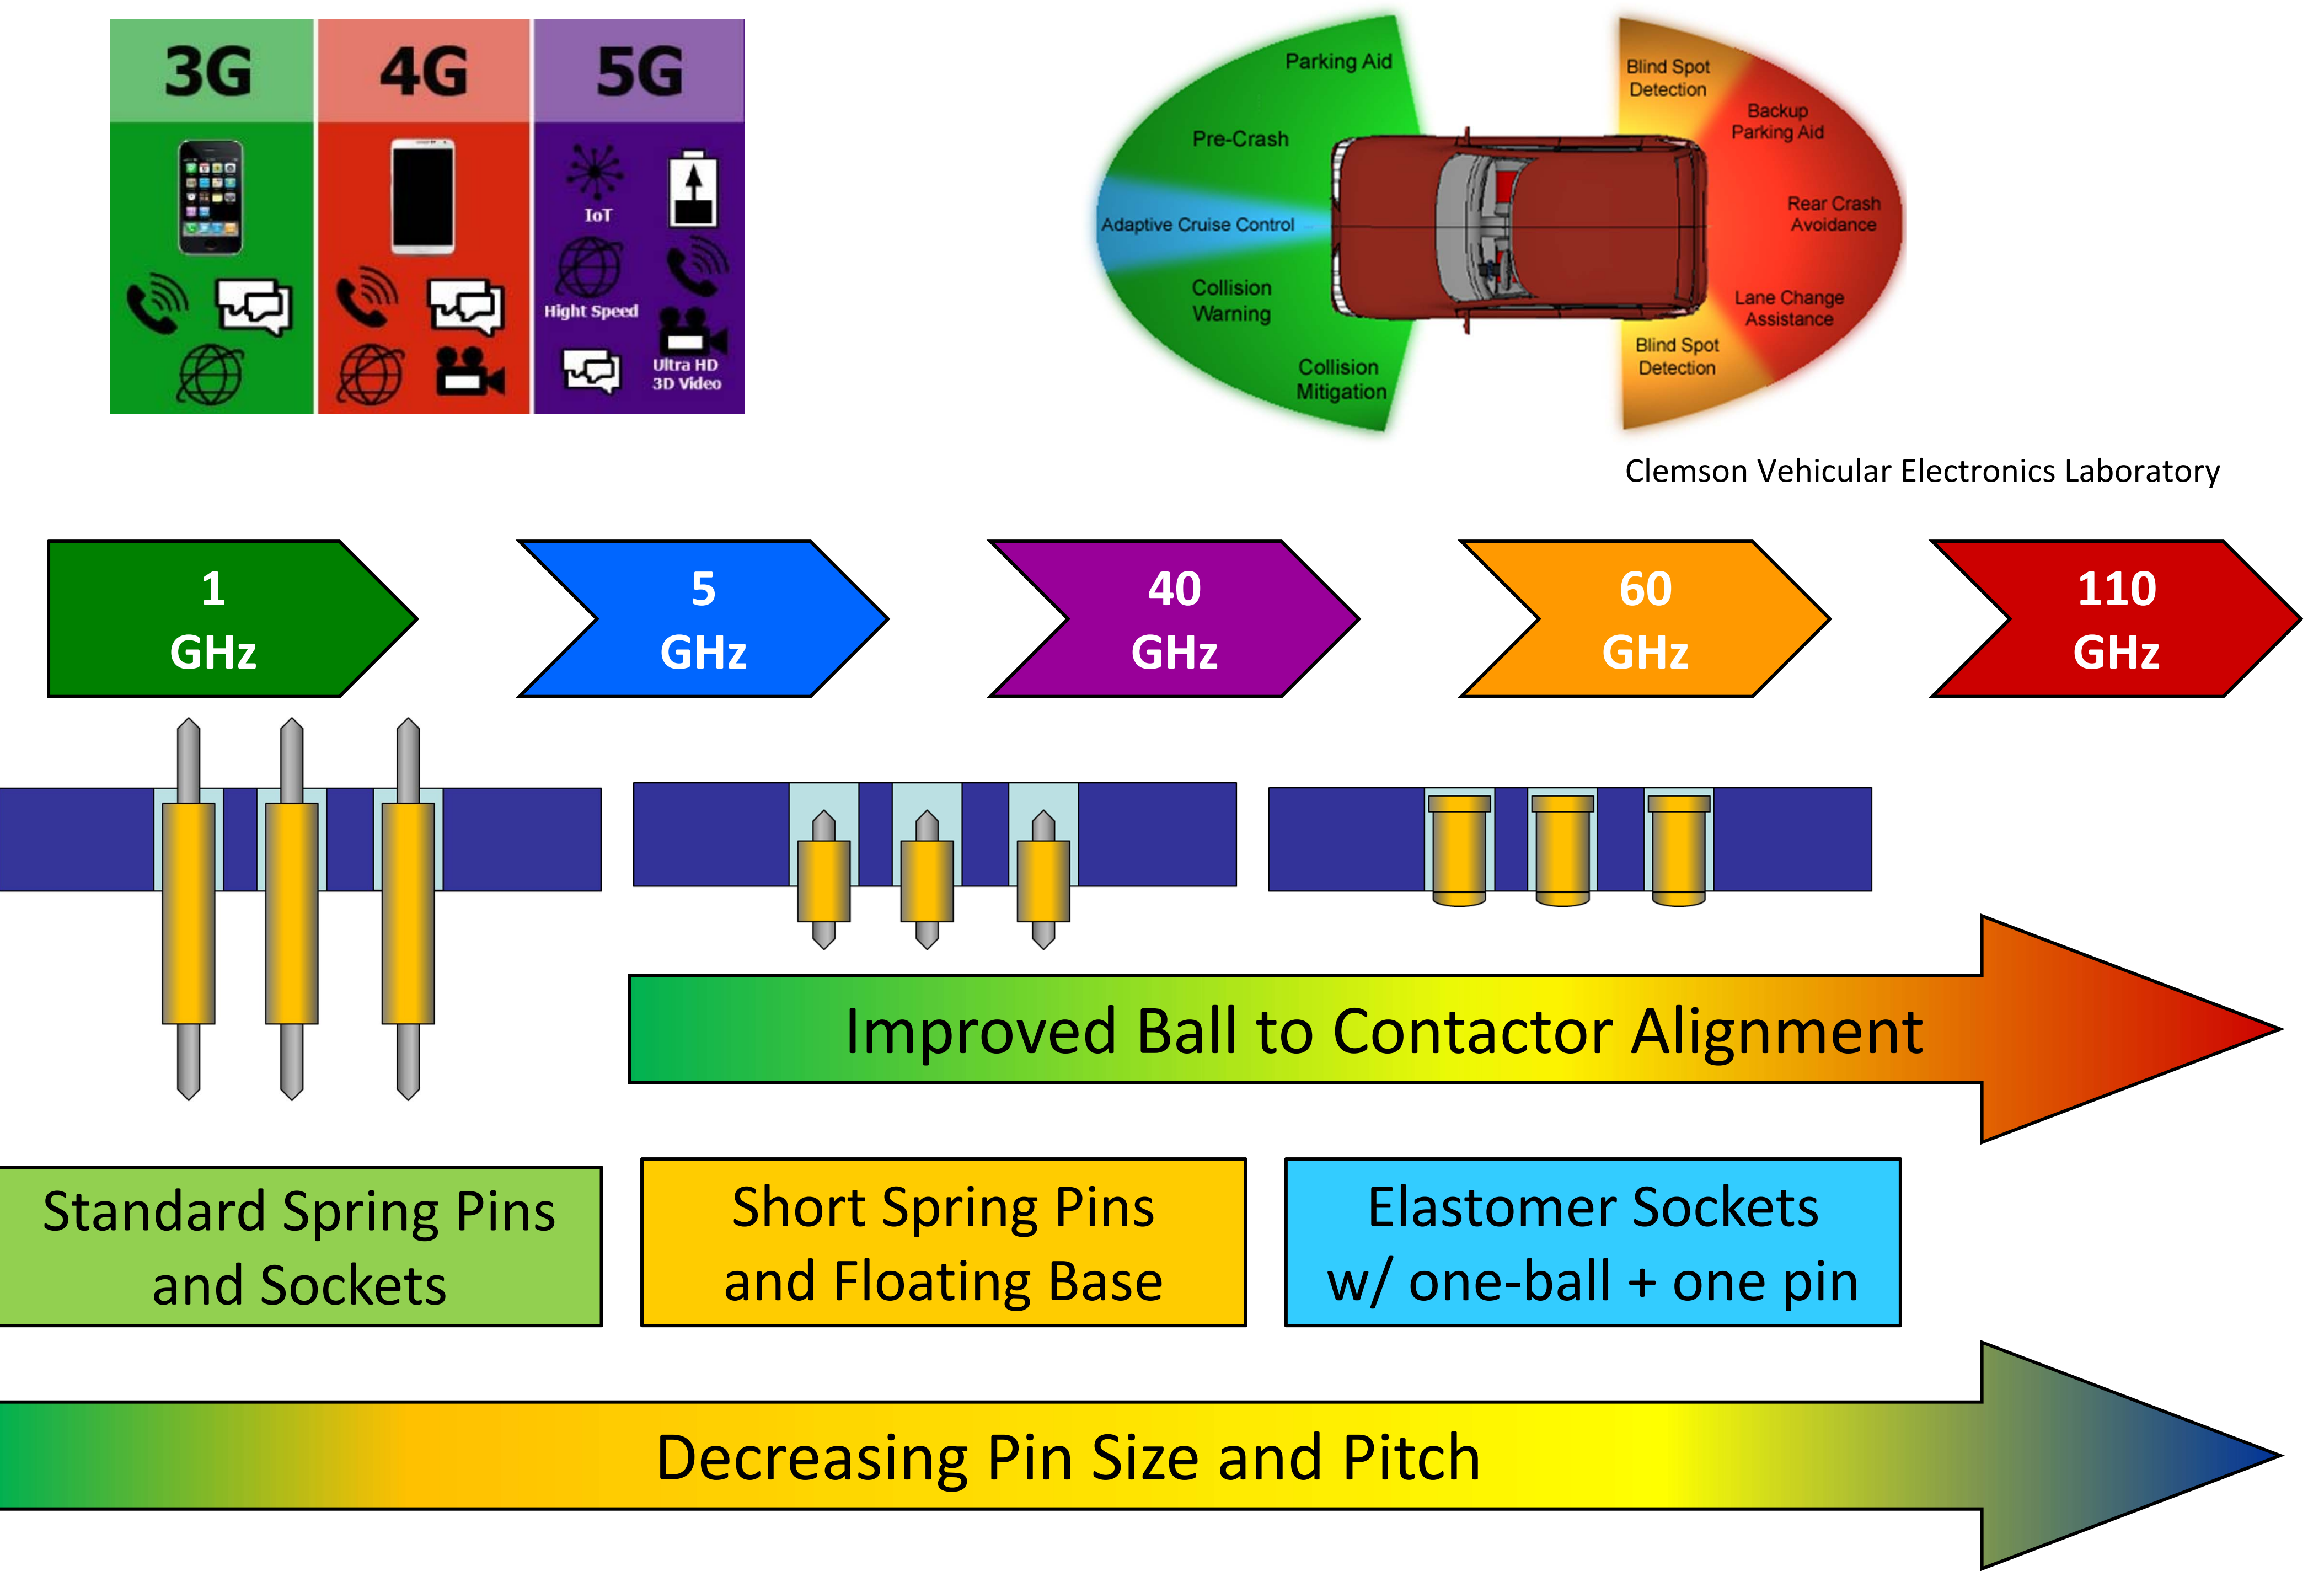 3G
4G
5G
IoT
Hight Speed
Ultra HD
3D Video
Parking Aid
Pre-Crash
Adaptive Cruise Control
Collision
Warning
Collision
Mitigation
Blind Spot
Detection
Backup
Parking Aid
Rear Crash
Avoidance
Lane Change
Assistance
Blind Spot
Detection
Clemson Vehicular Electronics Laboratory
1
GHz
5
GHz
40
GHz
60
GHz
110
GHz
Improved Ball to Contactor Alignment
Standard Spring Pins
and Sockets
Short Spring Pins
and Floating Base
Elastomer Sockets
w/ one-ball + one pin
Decreasing Pin Size and Pitch